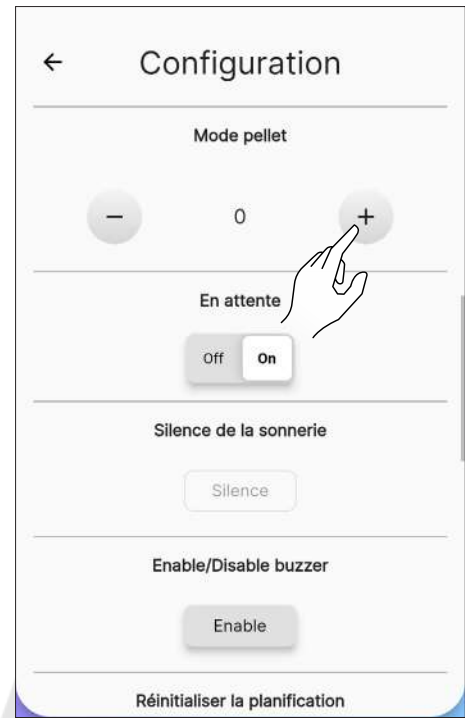 ← Configuration
Mode pellet
− 0 +
En attente
Off On
Silence de la sonnerie
Silence
Enable/Disable buzzer
Enable
Réinitialiser la planification